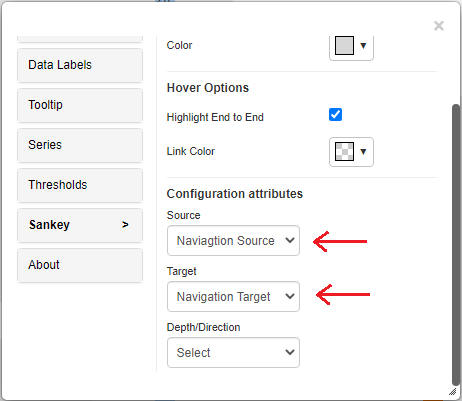 ×
Color
Data Labels
Hover Options
Tooltip
Highlight End to End
Series
Link Color
Thresholds
Configuration attributes
Source
Sankey >
Naviagtion Source
About
Target
Navigation Target
Depth/Direction
Select